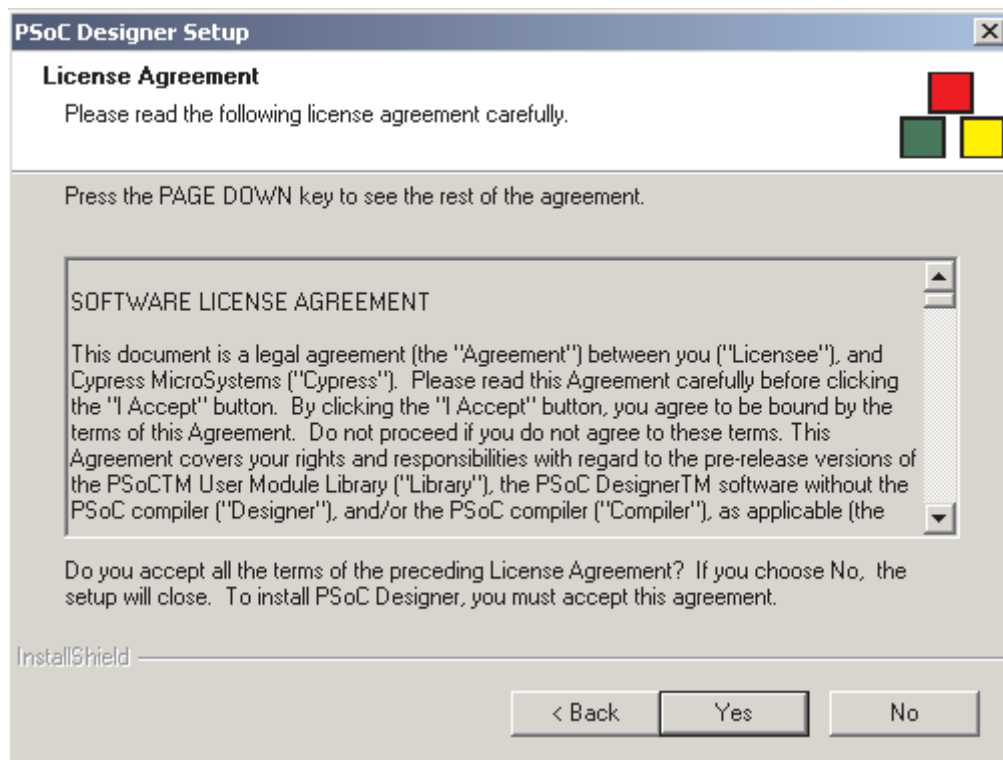 PSoC Designer Setup
License Agreement
Please read the following license agreement carefully.
Press the PAGE DOWN key to see the rest of the agreement.
SOFTWARE LICENSE AGREEMENT
This document is a legal agreement (the "Agreement") between you ("Licensee"), and
Cypress MicroSystems ("Cypress").  Please read this Agreement carefully before clicking
the "I Accept" button.  By clicking the "I Accept" button, you agree to be bound by the
terms of this Agreement.  Do not proceed if you do not agree to these terms. This
Agreement covers your rights and responsibilities with regard to the pre-release versions of
the PSoCTM User Module Library ("Library"), the PSoC DesignerTM software without the
PSoC compiler ("Designer"), and/or the PSoC compiler ("Compiler"), as applicable (the
Do you accept all the terms of the preceding License Agreement?  If you choose No,  the
setup will close.  To install PSoC Designer, you must accept this agreement.
InstallShield
< Back
Yes
No